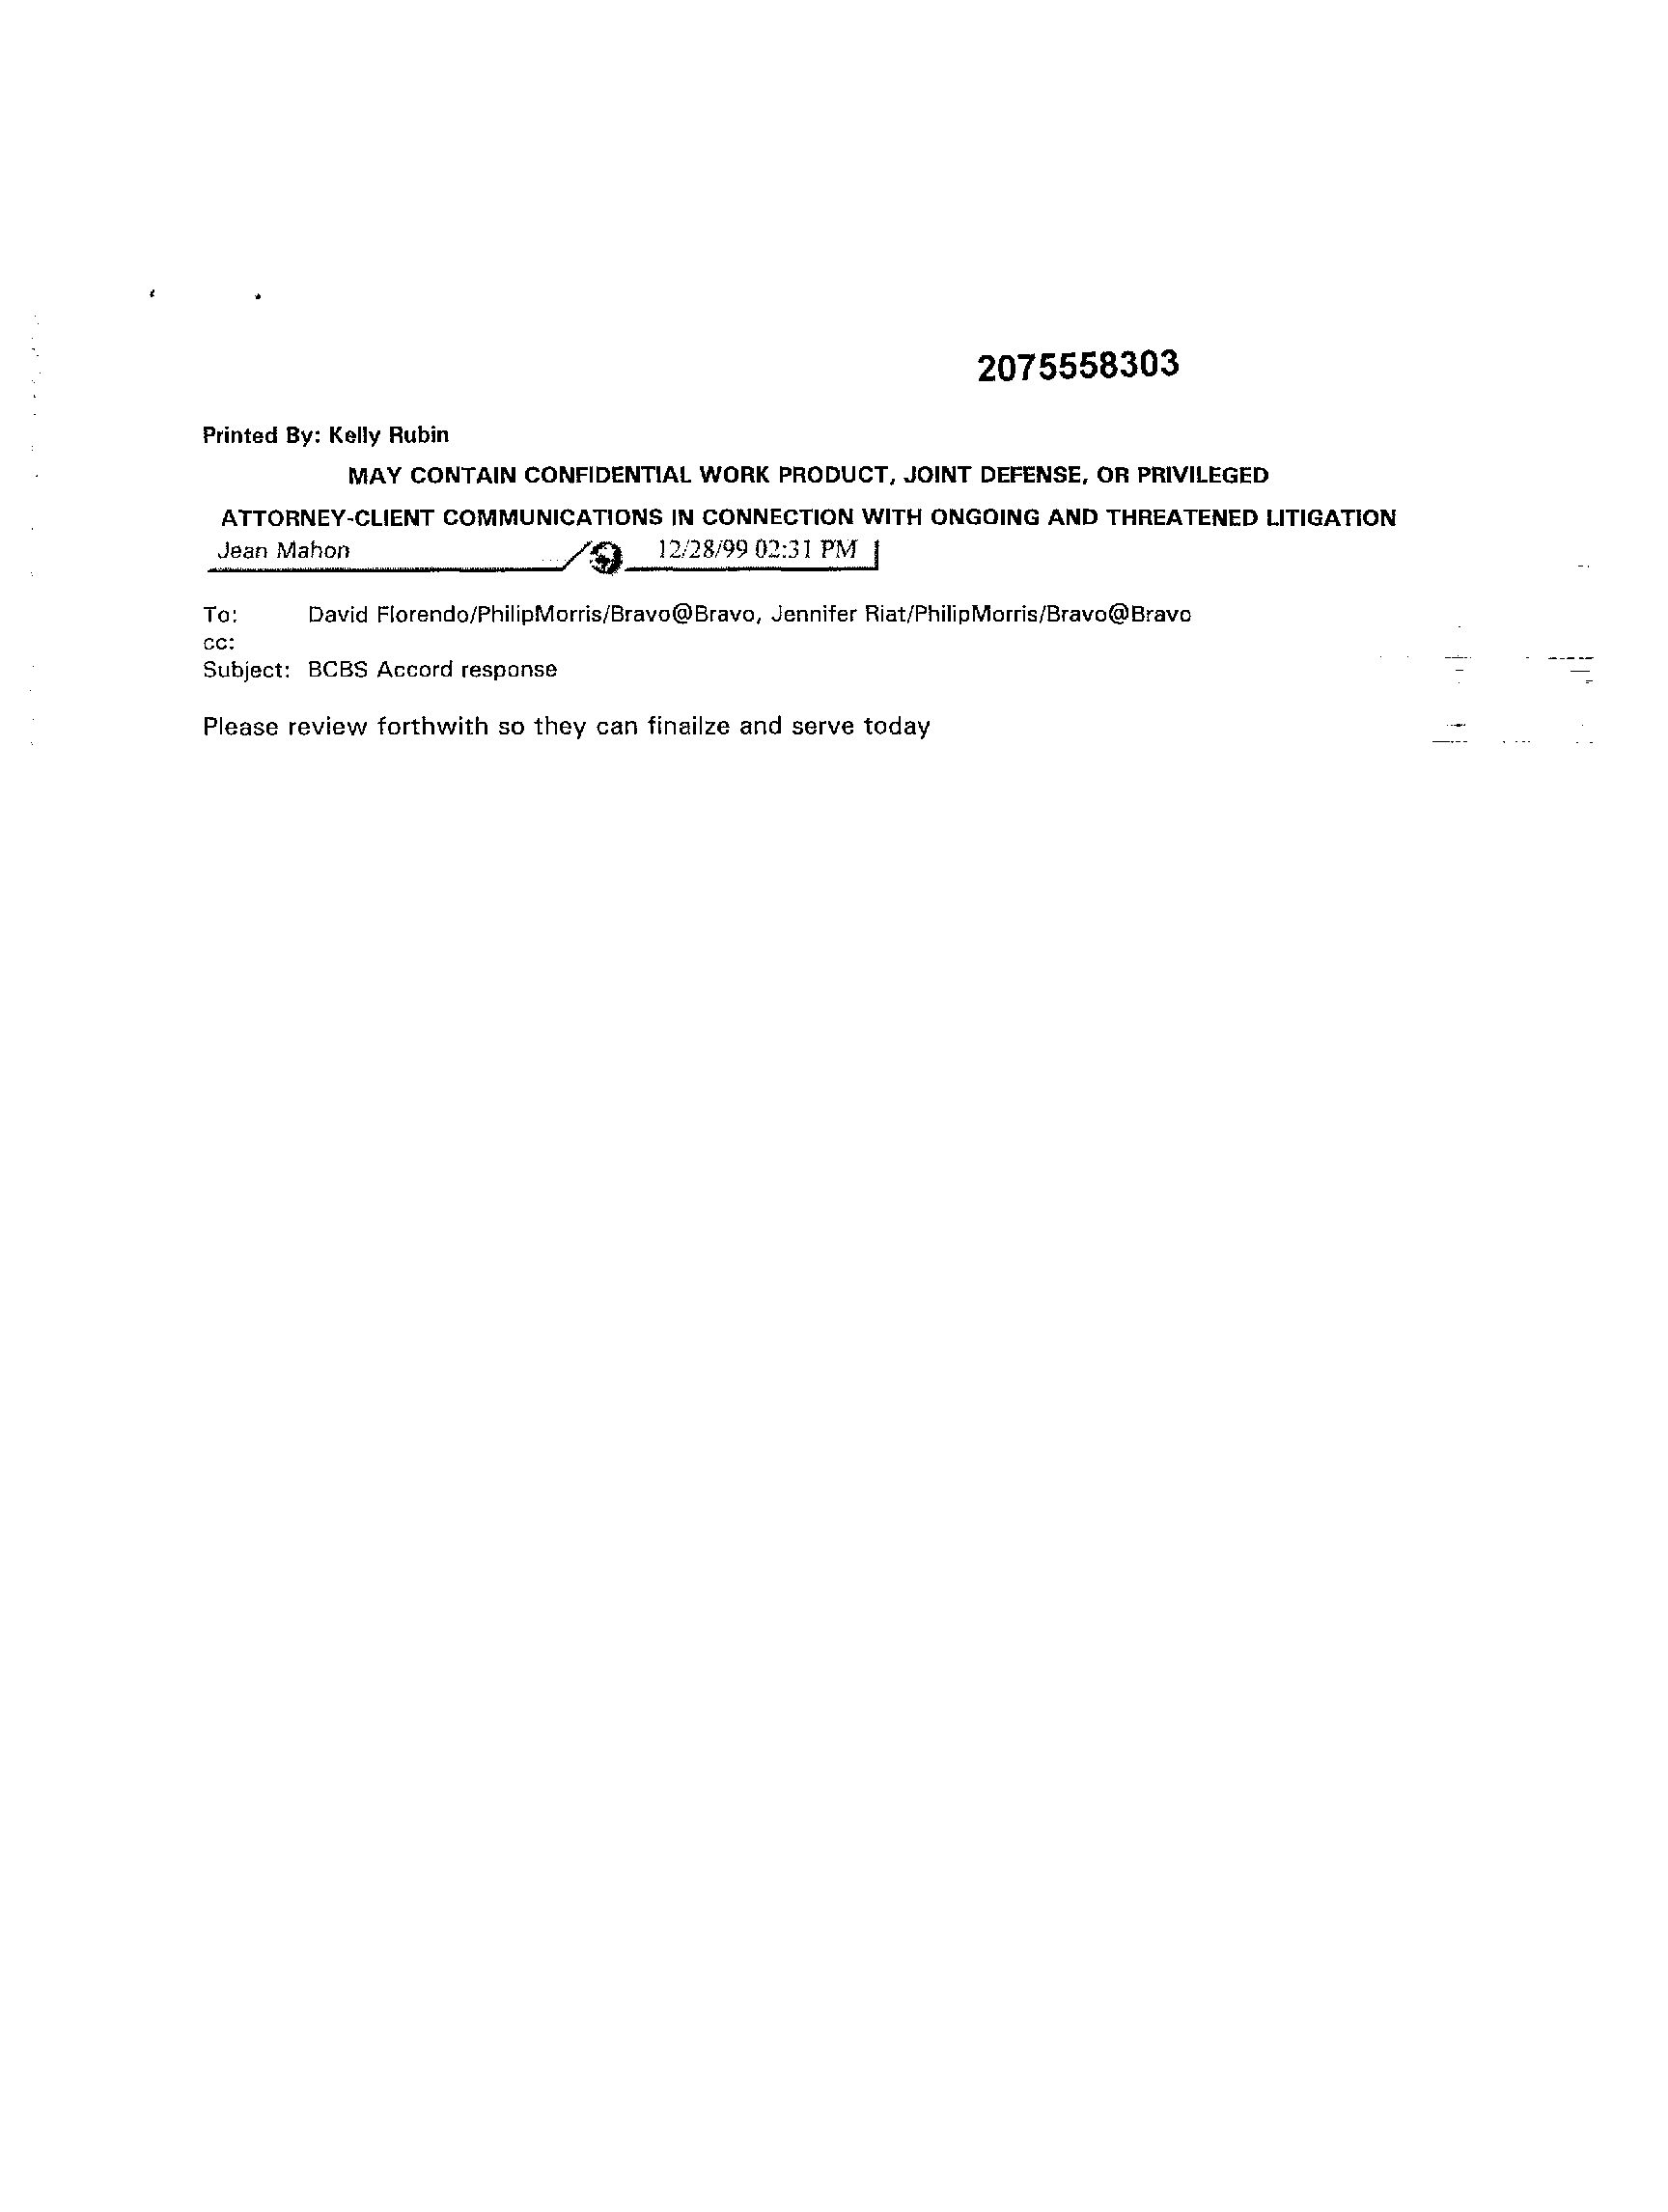 2075558303
Printed By: Kelly Rubin
MAY CONTAIN CONFIDENTIAL WORK PRODUCT, JOINT DEFENSE, OR PRIVILEGED
ATTORNEY-CLIENT COMMUNICATIONS IN CONNECTION WITH ONGOING AND THREATENED LITIGATION
Jean Mahon 12/28/99 02:31 PM
To: David Florendo/PhilipMorris/Bravo@Bravo, Jennifer Riat/PhilipMorris/Bravo@Bravo
cc:
Subject: BCBS Accord response
Please review forthwith so they can finailze and serve today